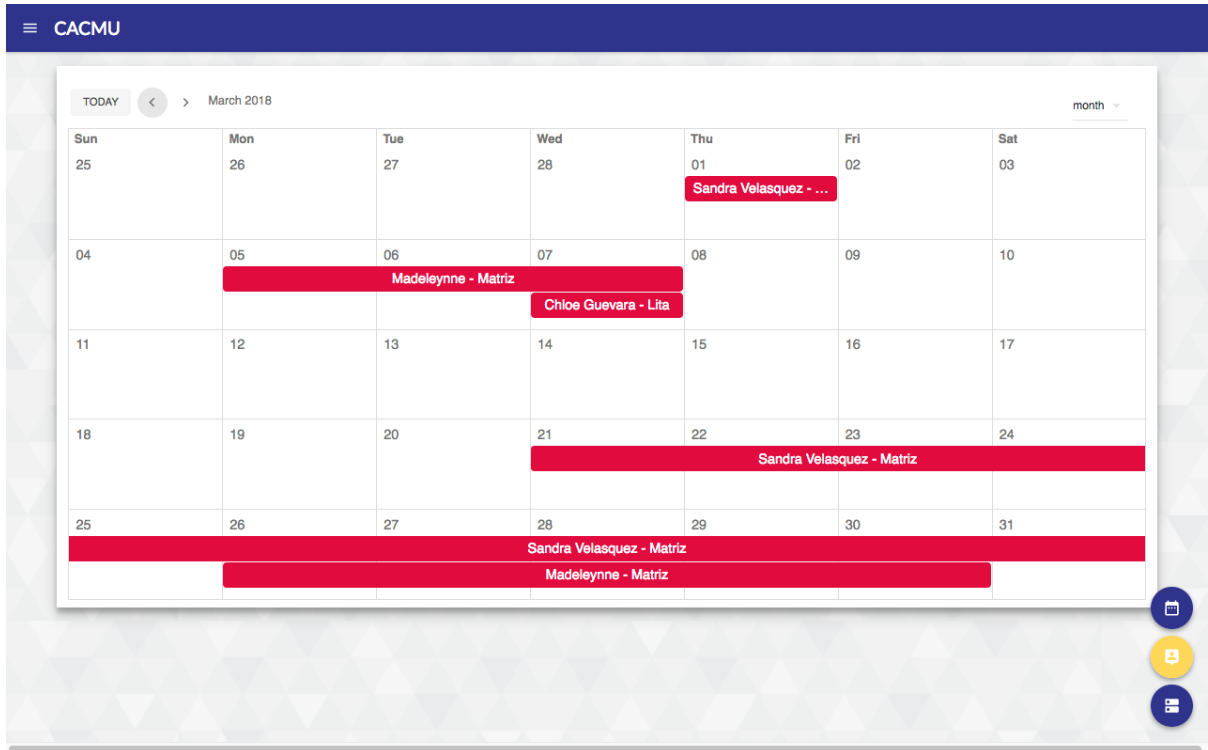 CACMU
TODAY March 2018 month
Sun Mon Tue Wed Thu Fri Sat
25 26 27 28 01 02 03
Sandra Velasquez - ...
04 05 06 07 08 09 10
Madeleynne - Matriz
Chloe Guevara - Lita
11 12 13 14 15 16 17
18 19 20 21 22 23 24
Sandra Velasquez - Matriz
25 26 27 28 29 30 31
Sandra Velasquez - Matriz
Madeleynne - Matriz